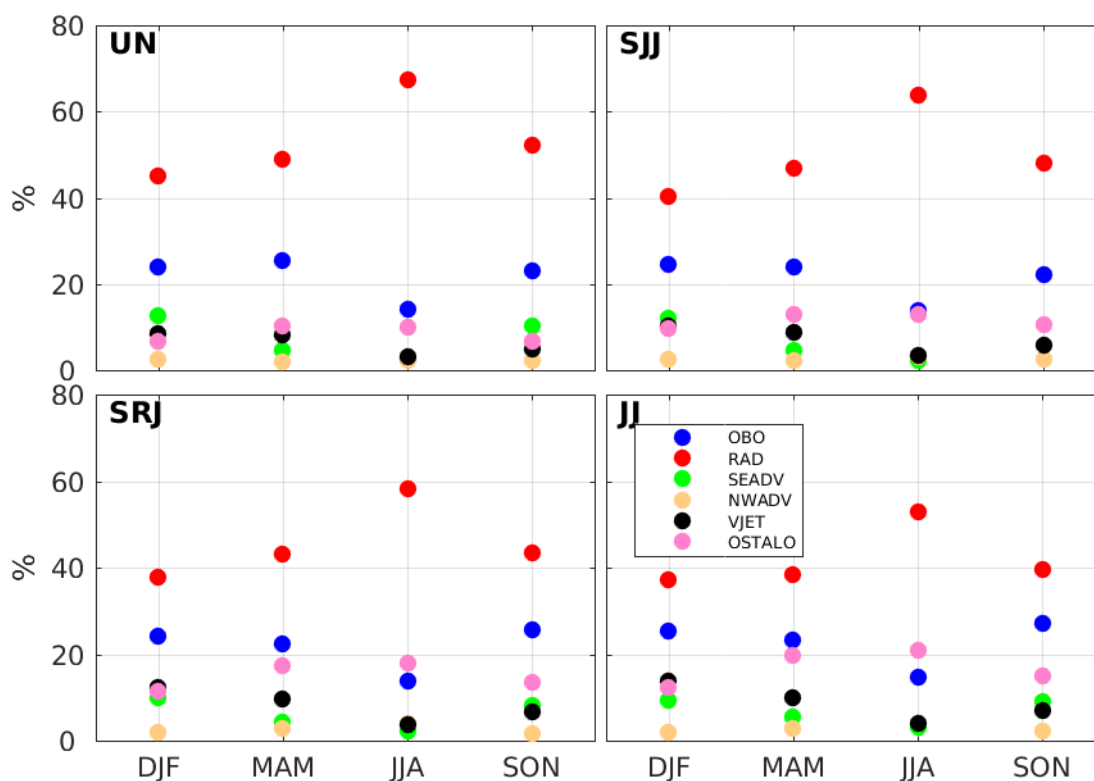 80
60
40
20
0
%
UN
SJJ
80
60
40
20
0
%
SRJ
JJ
OBO
RAD
SEADV
NWADV
VJET
OSTALO
DJF MAM JJA SON
DJF MAM JJA SON